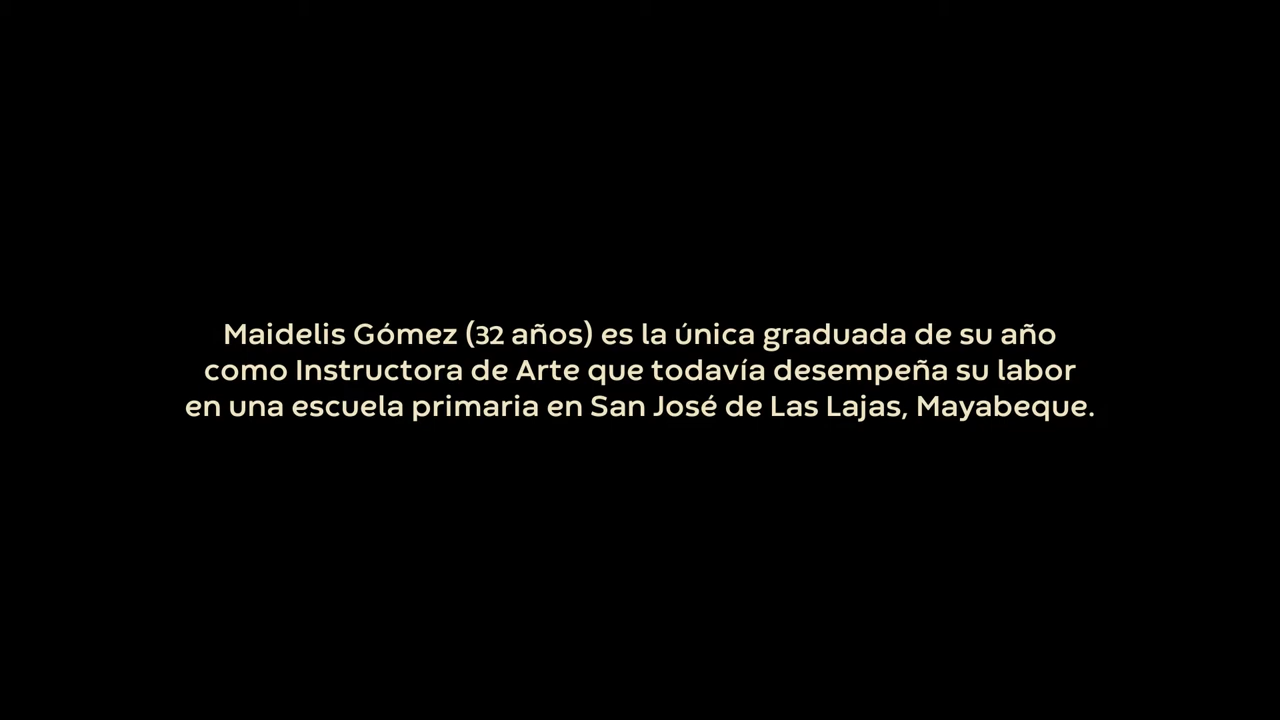 Maidelis Gómez (32 años) es la única graduada de su año
como Instructora de Arte que todavía desempeña su labor
en una escuela primaria en San José de Las Lajas, Mayabeque.